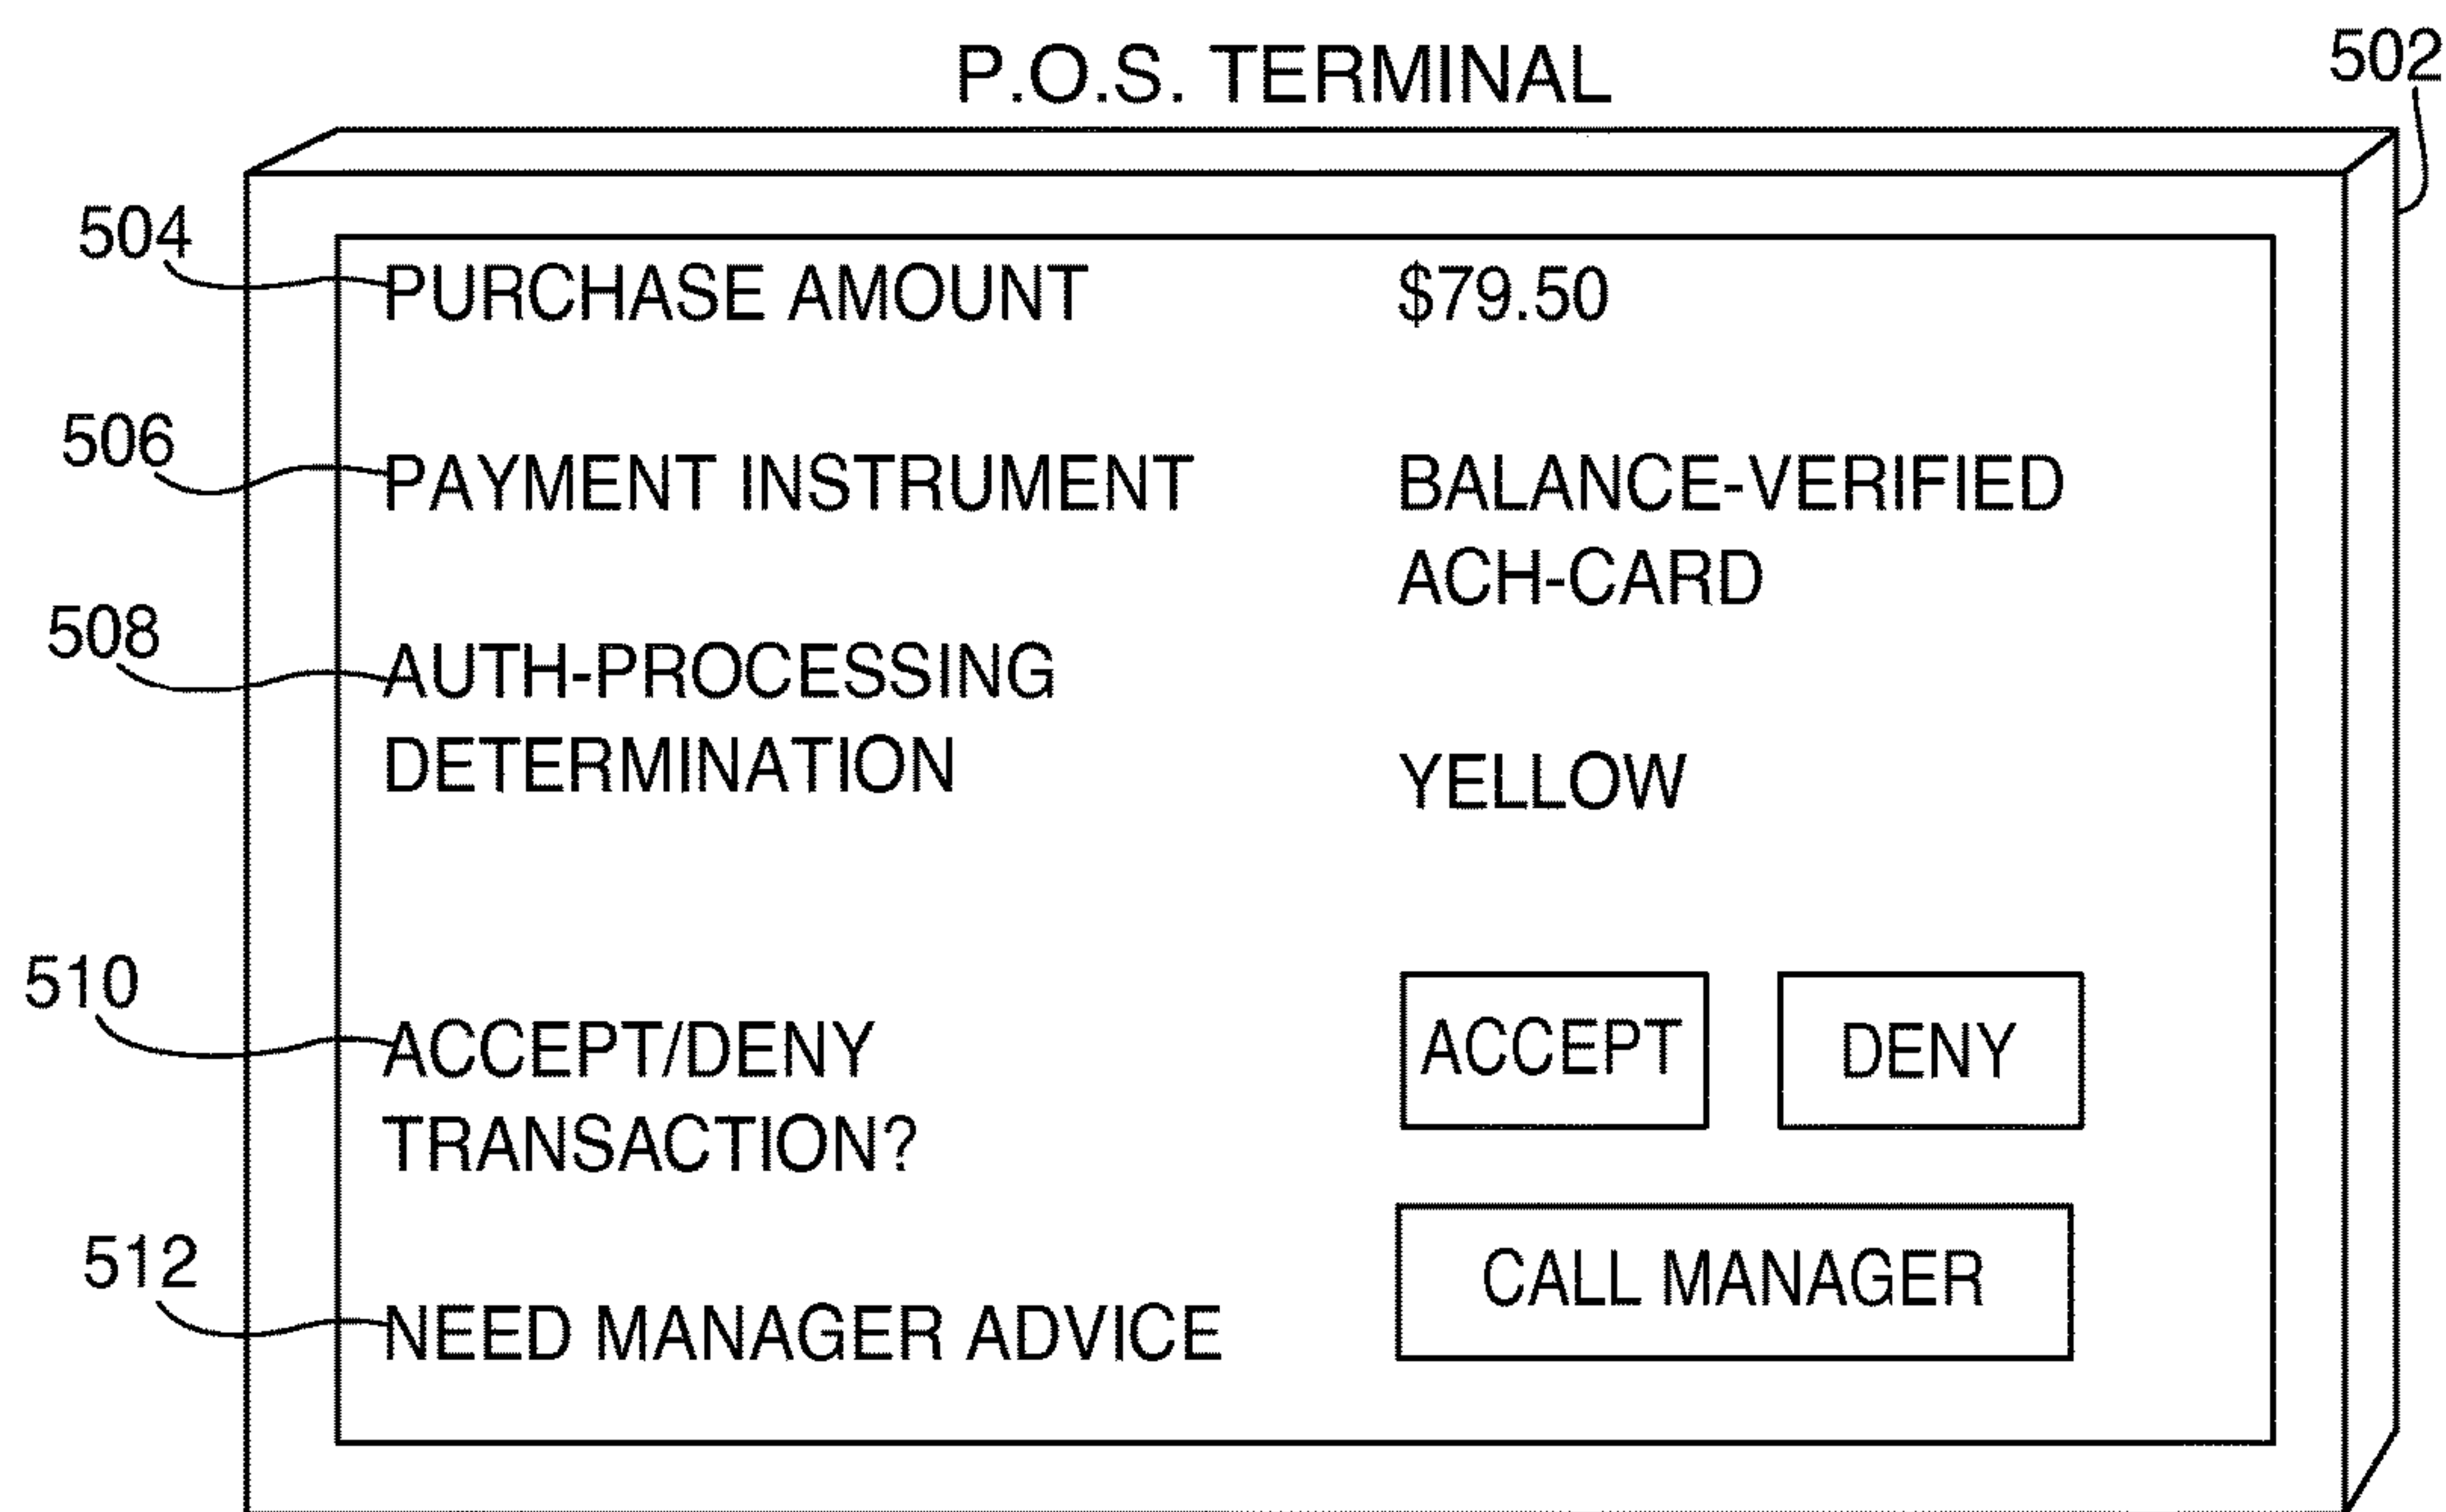 P.O.S. TERMINAL
502
504
PURCHASE AMOUNT $79.50
506
PAYMENT INSTRUMENT BALANCE-VERIFIED
ACH-CARD
508
AUTH-PROCESSING
DETERMINATION YELLOW
510
ACCEPT/DENY ACCEPT DENY
TRANSACTION?
512
NEED MANAGER ADVICE CALL MANAGER